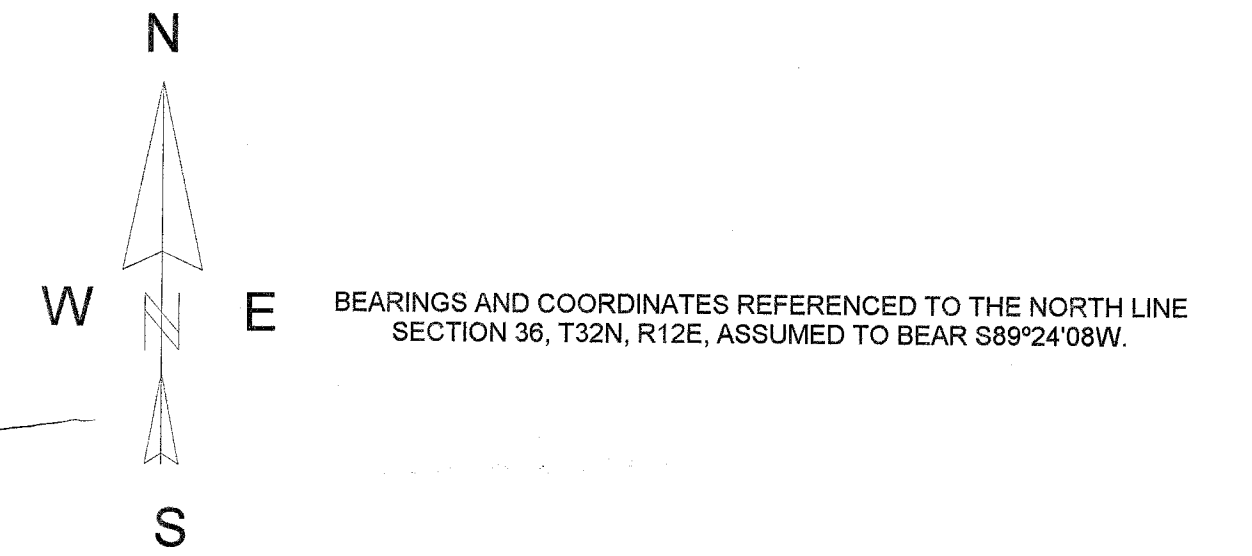 N
W
N
E
BEARINGS AND COORDINATES REFERENCED TO THE NORTH LINE
SECTION 36, T32N, R12E, ASSUMED TO BEAR S89°24'08W.
S